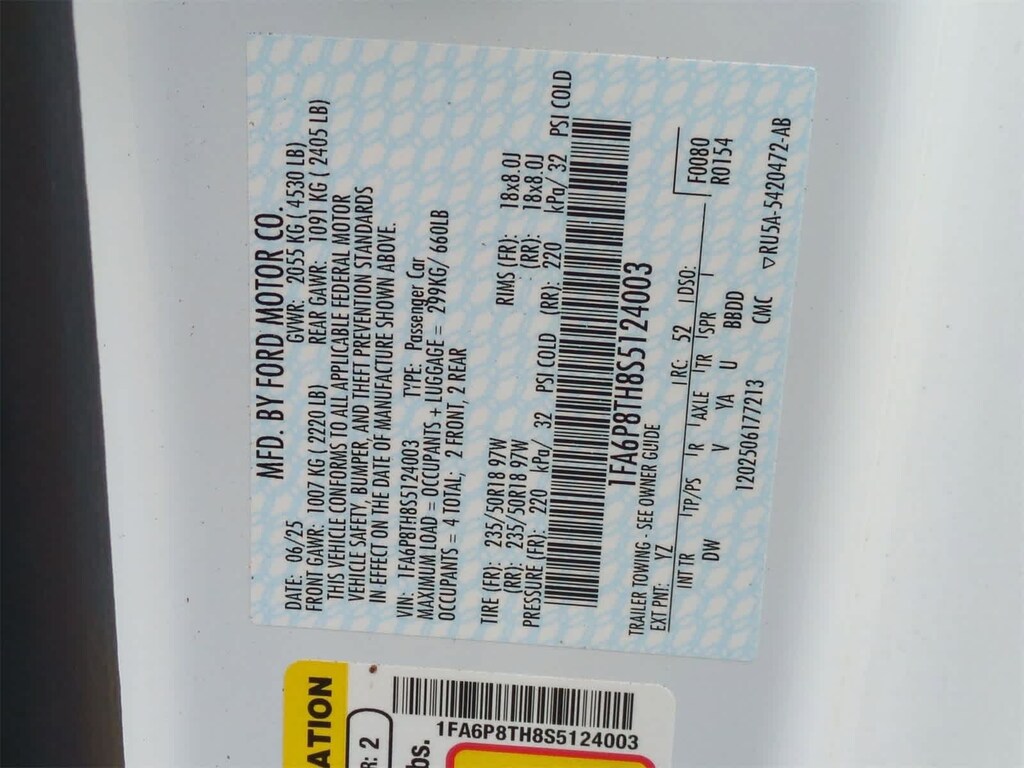 MFD. BY FORD MOTOR CO.
DATE: 06/25 GVWR: 2055 KG ( 4530 LB)
FRONT GAWR: 1007 KG ( 2220 LB) REAR GAWR: 1091 KG ( 2405 LB)
THIS VEHICLE CONFORMS TO ALL APPLICABLE FEDERAL MOTOR
VEHICLE SAFETY, BUMPER, AND THEFT PREVENTION STANDARDS
IN EFFECT ON THE DATE OF MANUFACTURE SHOWN ABOVE.
VIN: 1FA6P8TH8S5124003 TYPE: Passenger Car
MAXIMUM LOAD = OCCUPANTS + LUGGAGE = 299KG/ 660LB
OCCUPANTS = 4 TOTAL; 2 FRONT, 2 REAR
TIRE (FR): 235/50R18 97W RIMS (FR): 18x8.0J
(RR): 235/50R18 97W (RR): 18x8.0J
PRESSURE (FR): 220 kPa/ 32 PSI COLD (RR): 220 kPa/ 32 PSI COLD
1FA6P8TH8S5124003
TRAILER TOWING - SEE OWNER GUIDE
EXT PNT: YZ RC: 52 DSO: F0080
R0154
INT TR TP/PS R AXLE TR SPR
DW V YA U BBDD
1202506177213 CMC ▽RU5A-5420472-AB
ATION
R: 2
bs.
1FA6P8TH8S5124003